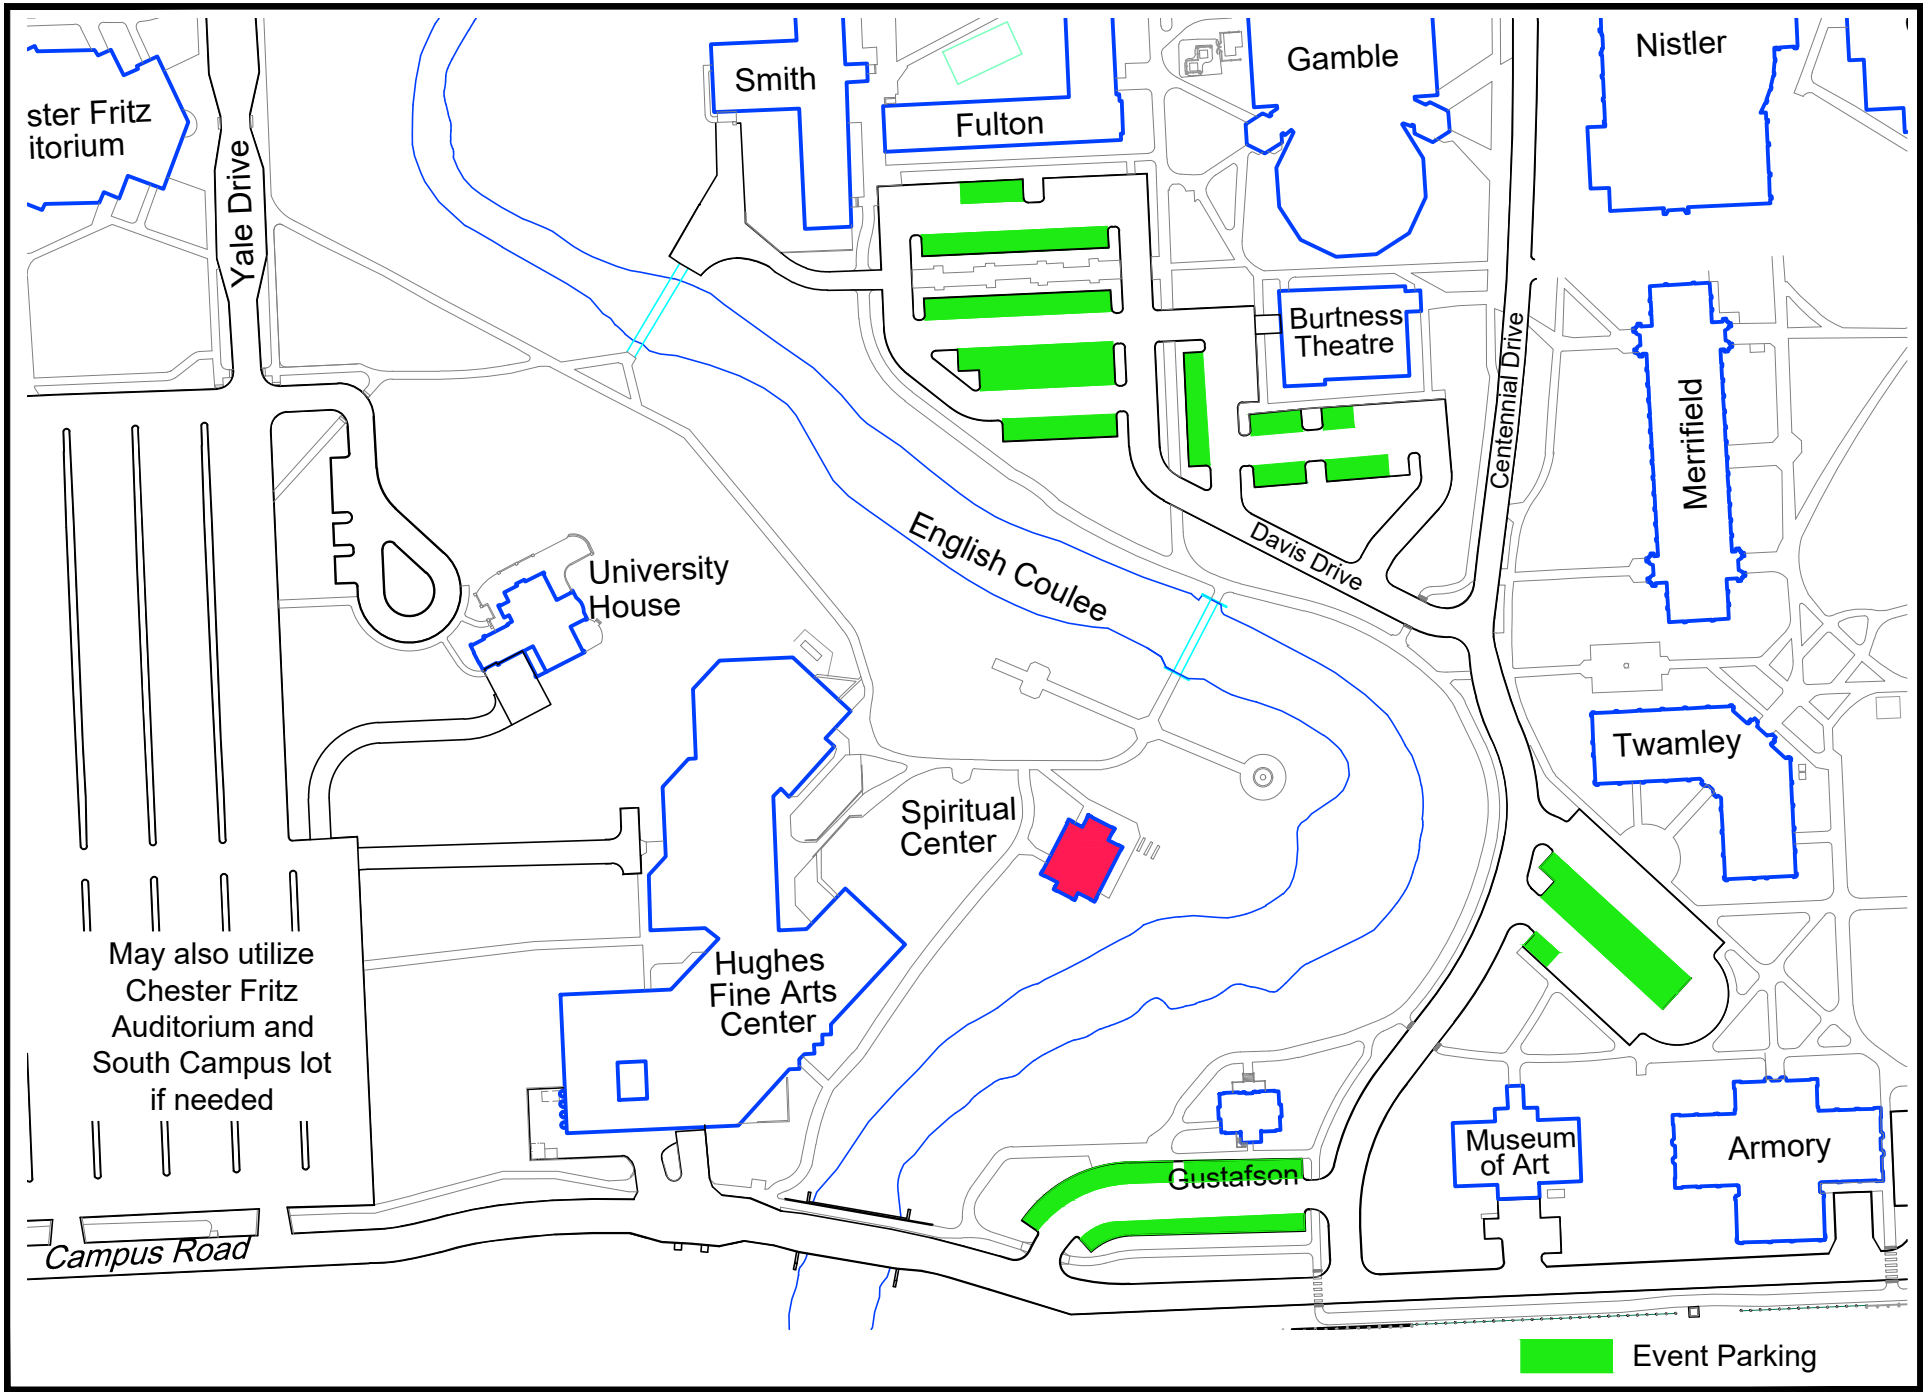 Smith
Fulton
Gamble
Nistler
ster Fritz
itorium
Yale Drive
Burtness
Theatre
Centennial Drive
Merrifield
English Coulee
Davis Drive
University
House
Twamley
Spiritual
Center
May also utilize
Chester Fritz
Auditorium and
South Campus lot
if needed
Hughes
Fine Arts
Center
Museum
of Art
Armory
Gustafson
Campus Road
Event Parking